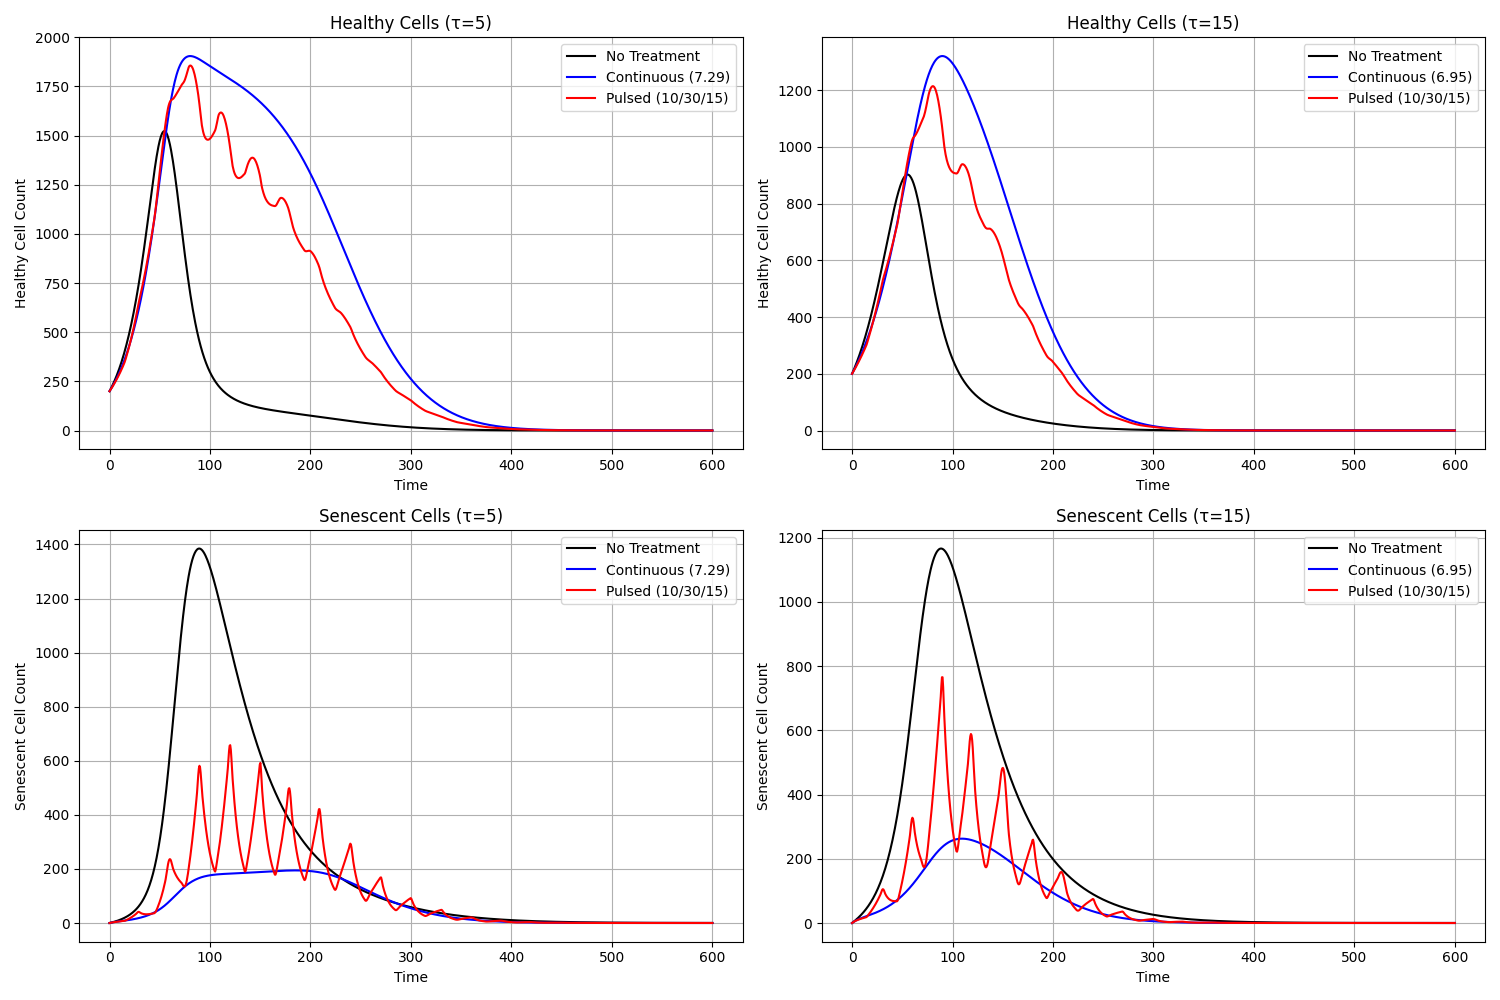 Healthy Cells (τ=5)
Healthy Cell Count
2000
1750
1500
1250
1000
750
500
250
0
No Treatment
Continuous (7.29)
Pulsed (10/30/15)
0 100 200 300 400 500 600
Time
Healthy Cells (τ=15)
Healthy Cell Count
1200
1000
800
600
400
200
0
No Treatment
Continuous (6.95)
Pulsed (10/30/15)
0 100 200 300 400 500 600
Time
Senescent Cells (τ=5)
Senescent Cell Count
1400
1200
1000
800
600
400
200
0
No Treatment
Continuous (7.29)
Pulsed (10/30/15)
0 100 200 300 400 500 600
Time
Senescent Cells (τ=15)
Senescent Cell Count
1200
1000
800
600
400
200
0
No Treatment
Continuous (6.95)
Pulsed (10/30/15)
0 100 200 300 400 500 600
Time